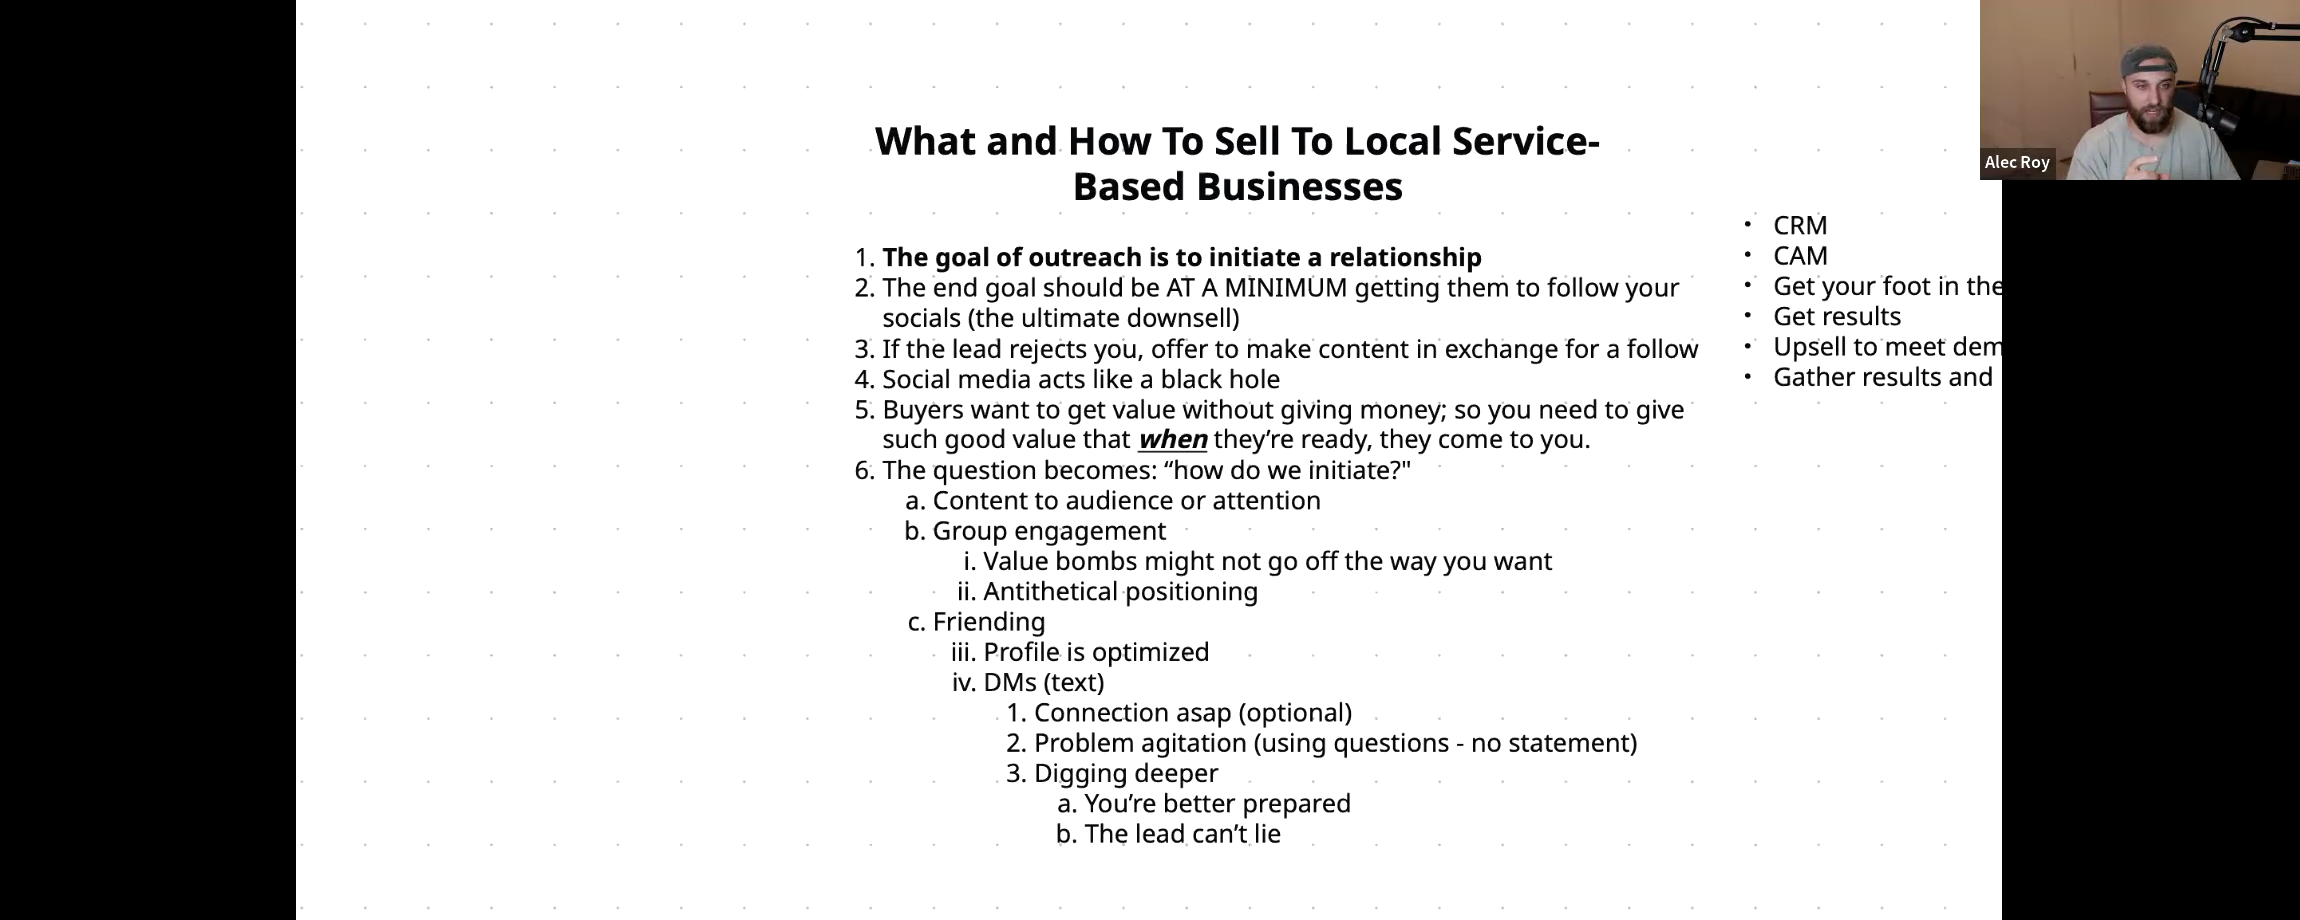 What and How To Sell To Local Service-
Based Businesses
1. The goal of outreach is to initiate a relationship
2. The end goal should be AT A MINIMUM getting them to follow your
socials (the ultimate downsell)
3. If the lead rejects you, offer to make content in exchange for a follow
4. Social media acts like a black hole
5. Buyers want to get value without giving money; so you need to give
such good value that when they’re ready, they come to you.
6. The question becomes: “how do we initiate?"
a. Content to audience or attention
b. Group engagement
i. Value bombs might not go off the way you want
ii. Antithetical positioning
c. Friending
iii. Profile is optimized
iv. DMs (text)
1. Connection asap (optional)
2. Problem agitation (using questions - no statement)
3. Digging deeper
a. You’re better prepared
b. The lead can’t lie
• CRM
• CAM
• Get your foot in the
• Get results
• Upsell to meet dem
• Gather results and
Alec Roy